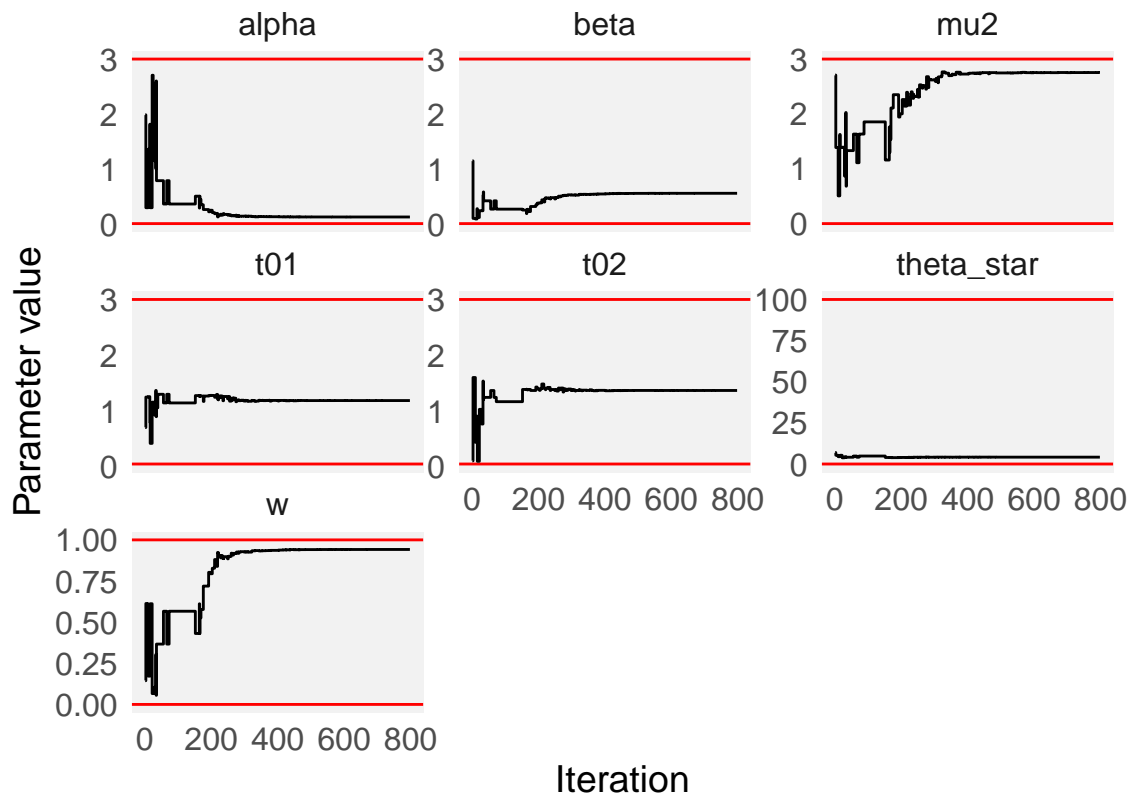 alpha beta mu2
3 3 3
2 2 2
1 1 1
0 0 0
t01 t02 theta_star
3 3 100
2 2 75
50
1 1 25
0 0 0
0 200 400 600 800 0 200 400 600 800
w
1.00
0.75
0.50
0.25
0.00
0 200 400 600 800
Iteration
Parameter value